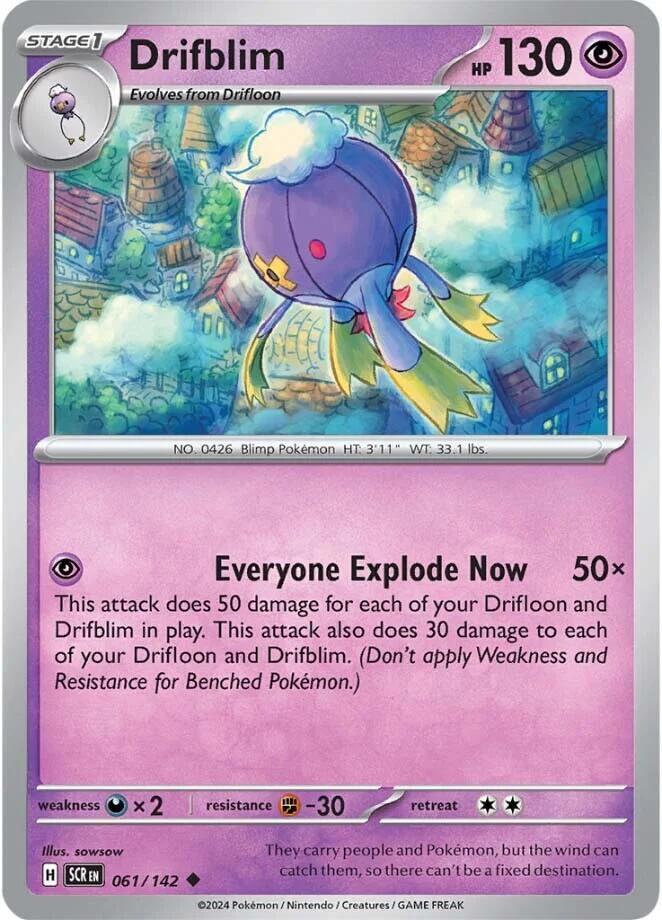 STAGE1
Drifblim
HP 130
Evolves from Drifloon
NO. 0426 Blimp Pokémon HT: 3'11" WT: 33.1 lbs.
Everyone Explode Now 50×
This attack does 50 damage for each of your Drifloon and
Drifblim in play. This attack also does 30 damage to each
of your Drifloon and Drifblim. (Don't apply Weakness and
Resistance for Benched Pokémon.)
weakness ×2 resistance -30 retreat
Illus. sowsow
They carry people and Pokémon, but the wind can
catch them, so there can't be a fixed destination.
H SCR EN 061/142
©2024 Pokémon / Nintendo / Creatures / GAME FREAK